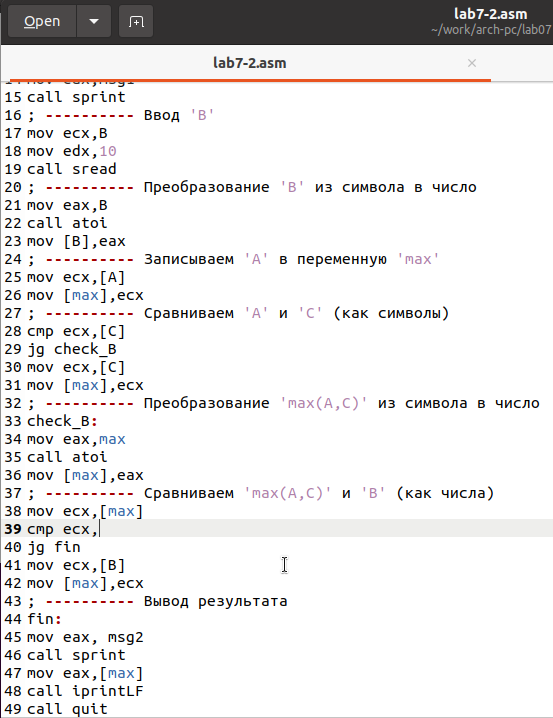 Open
lab7-2.asm
~/work/arch-pc/lab07
lab7-2.asm
15 call sprint
16 ; ---------- Ввод 'B'
17 mov ecx,B
18 mov edx,10
19 call sread
20 ; ---------- Преобразование 'B' из символа в число
21 mov eax,B
22 call atoi
23 mov [B],eax
24 ; ---------- Записываем 'A' в переменную 'max'
25 mov ecx,[A]
26 mov [max],ecx
27 ; ---------- Сравниваем 'A' и 'C' (как символы)
28 cmp ecx,[C]
29 jg check_B
30 mov ecx,[C]
31 mov [max],ecx
32 ; ---------- Преобразование 'max(A,C)' из символа в число
33 check_B:
34 mov eax,max
35 call atoi
36 mov [max],eax
37 ; ---------- Сравниваем 'max(A,C)' и 'B' (как числа)
38 mov ecx,[max]
39 cmp ecx,
40 jg fin
41 mov ecx,[B]
42 mov [max],ecx
43 ; ---------- Вывод результата
44 fin:
45 mov eax, msg2
46 call sprint
47 mov eax,[max]
48 call iprintLF
49 call quit